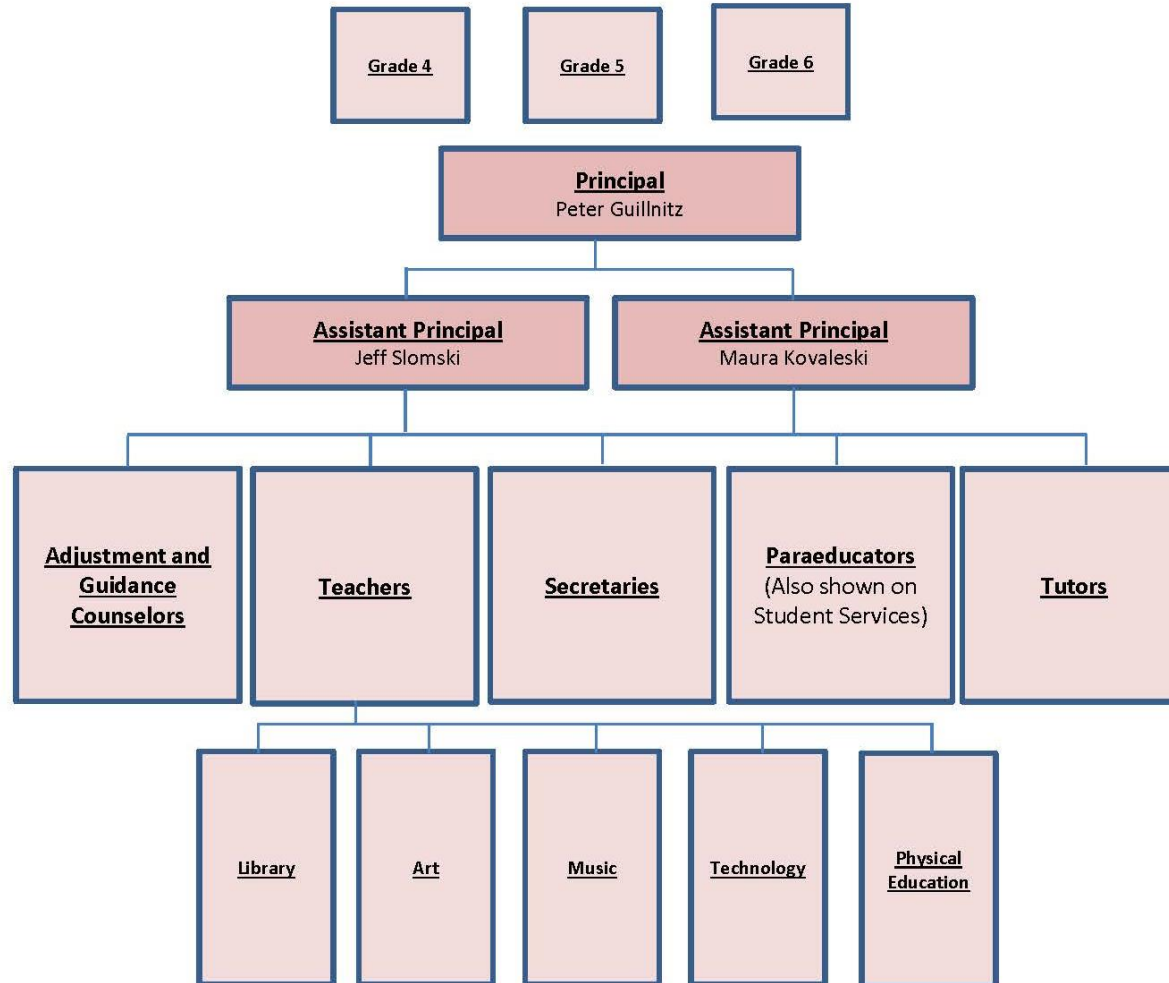 Grade 4
Grade 5
Grade 6
Principal
Peter Guillnitz
Assistant Principal
Jeff Slomski
Assistant Principal
Maura Kovaleski
Adjustment and
Guidance
Counselors
Teachers
Secretaries
Paraeducators
(Also shown on
Student Services)
Tutors
Library
Art
Music
Technology
Physical
Education